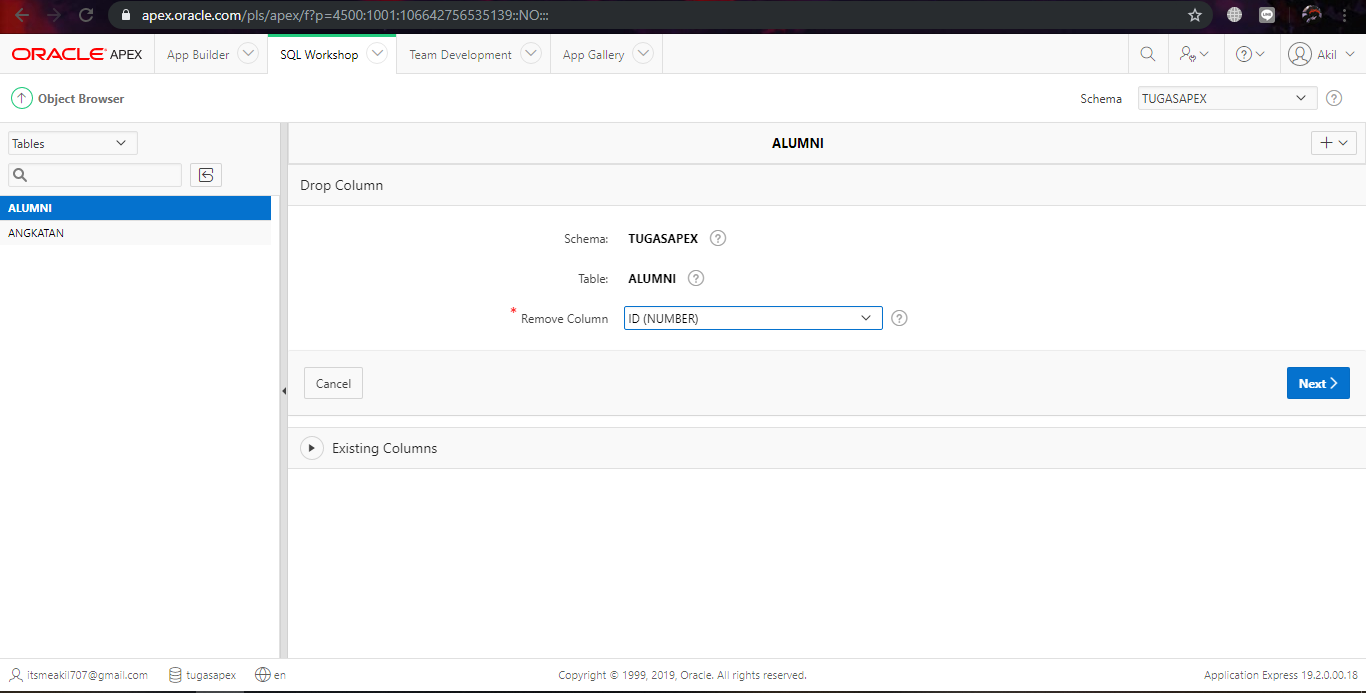 apex.oracle.com/pls/apex/f?p=4500:1001:106642756535139::NO:::
ORACLE APEX App Builder SQL Workshop Team Development App Gallery Akil
Object Browser Schema TUGASAPEX
Tables
ALUMNI
ANGKATAN
ALUMNI
Drop Column
Schema: TUGASAPEX
Table: ALUMNI
* Remove Column ID (NUMBER)
Cancel Next
Existing Columns
itsmeakil707@gmail.com tugasapex en Copyright © 1999, 2019, Oracle. All rights reserved. Application Express 19.2.0.00.18